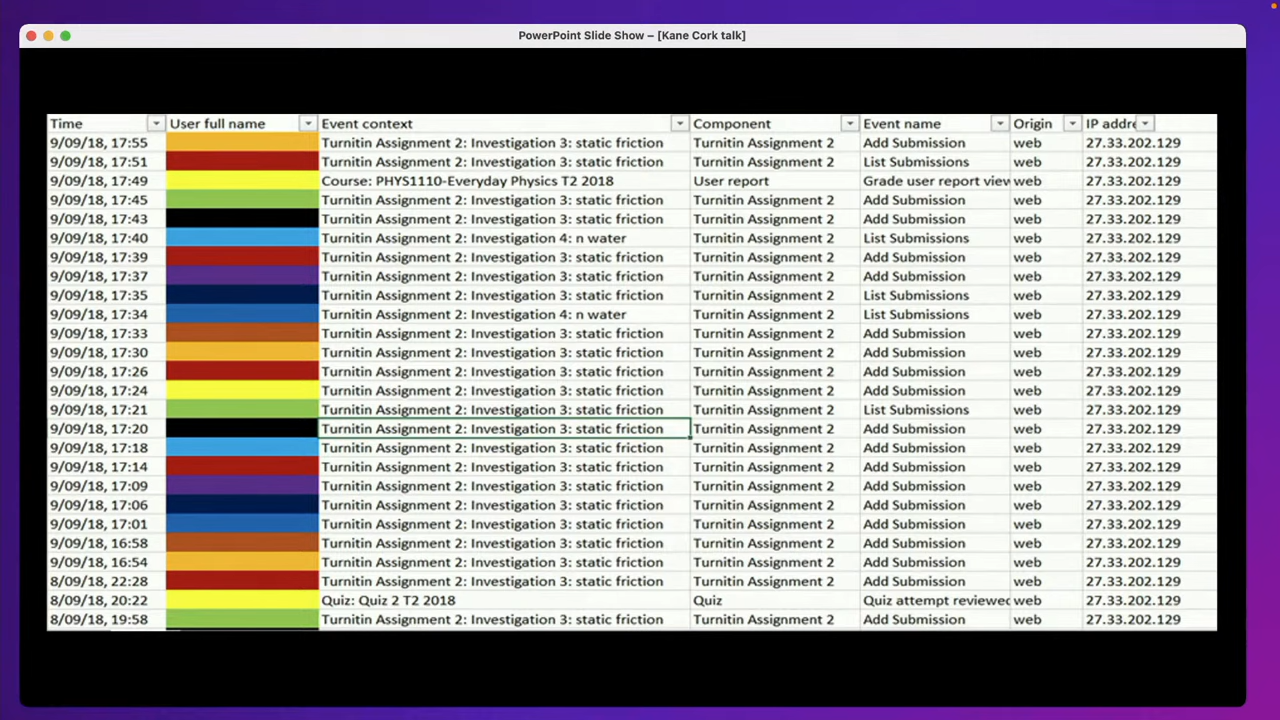 PowerPoint Slide Show – [Kane Cork talk]
Time User full name Event context Component Event name Origin IP addre
9/09/18, 17:55 Turnitin Assignment 2: Investigation 3: static friction Turnitin Assignment 2 Add Submission web 27.33.202.129
9/09/18, 17:51 Turnitin Assignment 2: Investigation 3: static friction Turnitin Assignment 2 List Submissions web 27.33.202.129
9/09/18, 17:49 Course: PHYS1110-Everyday Physics T2 2018 User report Grade user report view web 27.33.202.129
9/09/18, 17:45 Turnitin Assignment 2: Investigation 3: static friction Turnitin Assignment 2 Add Submission web 27.33.202.129
9/09/18, 17:43 Turnitin Assignment 2: Investigation 3: static friction Turnitin Assignment 2 Add Submission web 27.33.202.129
9/09/18, 17:40 Turnitin Assignment 2: Investigation 4: n water Turnitin Assignment 2 List Submissions web 27.33.202.129
9/09/18, 17:39 Turnitin Assignment 2: Investigation 3: static friction Turnitin Assignment 2 Add Submission web 27.33.202.129
9/09/18, 17:37 Turnitin Assignment 2: Investigation 3: static friction Turnitin Assignment 2 Add Submission web 27.33.202.129
9/09/18, 17:35 Turnitin Assignment 2: Investigation 3: static friction Turnitin Assignment 2 List Submissions web 27.33.202.129
9/09/18, 17:34 Turnitin Assignment 2: Investigation 4: n water Turnitin Assignment 2 List Submissions web 27.33.202.129
9/09/18, 17:33 Turnitin Assignment 2: Investigation 3: static friction Turnitin Assignment 2 Add Submission web 27.33.202.129
9/09/18, 17:30 Turnitin Assignment 2: Investigation 3: static friction Turnitin Assignment 2 Add Submission web 27.33.202.129
9/09/18, 17:26 Turnitin Assignment 2: Investigation 3: static friction Turnitin Assignment 2 Add Submission web 27.33.202.129
9/09/18, 17:24 Turnitin Assignment 2: Investigation 3: static friction Turnitin Assignment 2 Add Submission web 27.33.202.129
9/09/18, 17:21 Turnitin Assignment 2: Investigation 3: static friction Turnitin Assignment 2 List Submissions web 27.33.202.129
9/09/18, 17:20 Turnitin Assignment 2: Investigation 3: static friction Turnitin Assignment 2 Add Submission web 27.33.202.129
9/09/18, 17:18 Turnitin Assignment 2: Investigation 3: static friction Turnitin Assignment 2 Add Submission web 27.33.202.129
9/09/18, 17:14 Turnitin Assignment 2: Investigation 3: static friction Turnitin Assignment 2 Add Submission web 27.33.202.129
9/09/18, 17:09 Turnitin Assignment 2: Investigation 3: static friction Turnitin Assignment 2 Add Submission web 27.33.202.129
9/09/18, 17:06 Turnitin Assignment 2: Investigation 3: static friction Turnitin Assignment 2 Add Submission web 27.33.202.129
9/09/18, 17:01 Turnitin Assignment 2: Investigation 3: static friction Turnitin Assignment 2 Add Submission web 27.33.202.129
9/09/18, 16:58 Turnitin Assignment 2: Investigation 3: static friction Turnitin Assignment 2 Add Submission web 27.33.202.129
9/09/18, 16:54 Turnitin Assignment 2: Investigation 3: static friction Turnitin Assignment 2 Add Submission web 27.33.202.129
8/09/18, 22:28 Turnitin Assignment 2: Investigation 3: static friction Turnitin Assignment 2 Add Submission web 27.33.202.129
8/09/18, 20:22 Quiz: Quiz 2 T2 2018 Quiz Quiz attempt reviewed web 27.33.202.129
8/09/18, 19:58 Turnitin Assignment 2: Investigation 3: static friction Turnitin Assignment 2 Add Submission web 27.33.202.129